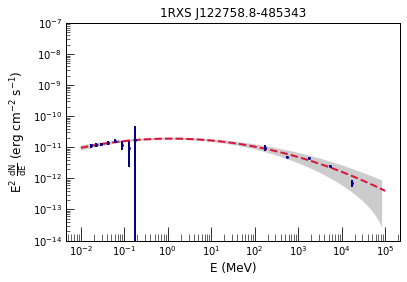 1RXS J122758.8-485343
E² dN/dE (erg cm⁻² s⁻¹)
10⁻⁷
10⁻⁸
10⁻⁹
10⁻¹⁰
10⁻¹¹
10⁻¹²
10⁻¹³
10⁻¹⁴
10⁻² 10⁻¹ 10⁰ 10¹ 10² 10³ 10⁴ 10⁵
E (MeV)